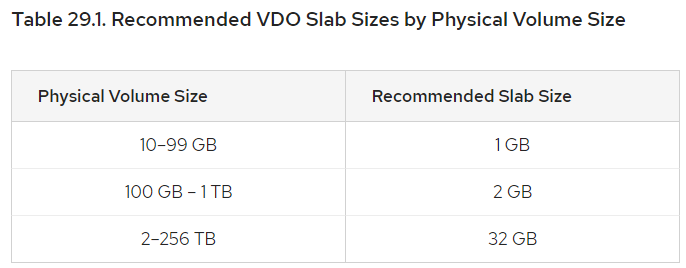 Table 29.1. Recommended VDO Slab Sizes by Physical Volume Size
Physical Volume Size Recommended Slab Size
10–99 GB 1 GB
100 GB – 1 TB 2 GB
2–256 TB 32 GB